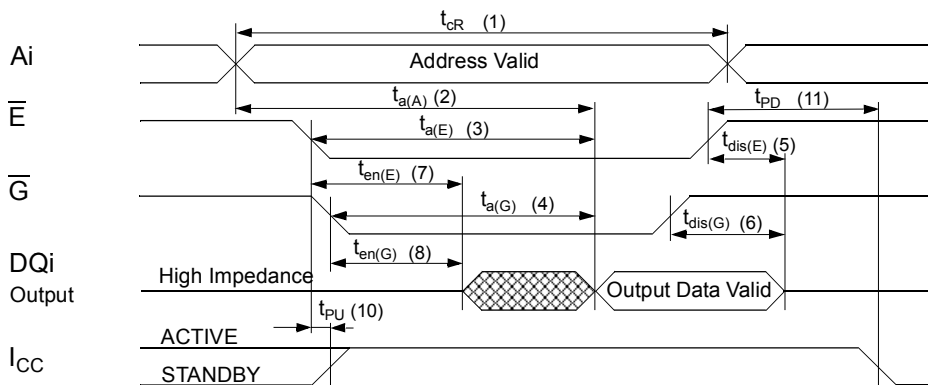 t_cR (1)
Ai
Address Valid
t_a(A) (2)
t_PD (11)
E̅
t_a(E) (3)
t_dis(E) (5)
t_en(E) (7)
G̅
t_a(G) (4)
t_dis(G) (6)
t_en(G) (8)
DQi
Output
High Impedance
Output Data Valid
t_PU (10)
ACTIVE
I_CC
STANDBY